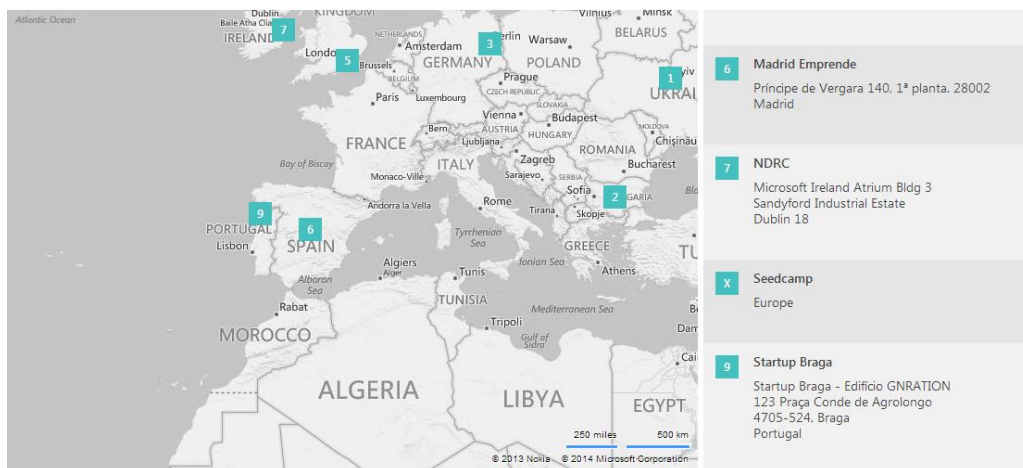 Atlantic Ocean
Dublin
KINGDOM
Vilnius
Minsk
Baile Atha Clia
7
IRELAND
NETHERLANDS
Amsterdam
3
Berlin
Warsaw
BELARUS
London
5
Brussels
GERMANY
POLAND
BELGIUM
1
Prague
CZECH REPUBLIC
UKRAI
Paris
Luxembourg
SLOVAKIA
Vienna
Budapest
MOLDOVA
Bern
AUSTRIA
HUNGARY
Chișinău
FRANCE
Ljubljana
Zagreb
ROMANIA
Bay of Biscay
ITALY
Bucharest
Monaco-Ville
Sarajevo
SERBIA
Sofia
2
GARIA
Andorra la Vella
Rome
Tirana
Skopje
9
PORTUGAL
6
SPAIN
Lisbon
Tyrrhenian
Sea
GREECE
TU
Ionian Sea
Athens
Algiers
Alger
Tunis
Alboran
Sea
TUNISIA
Rabat
Mediterranean Sea
Tripoli
Dam
MOROCCO
Gulf of
Sidra
Cai
ALGERIA
LIBYA
EGYPT
250 miles
500 km
© 2013 Nokia
© 2014 Microsoft Corporation
6
Madrid Emprende
Príncipe de Vergara 140, 1ª planta, 28002
Madrid
7
NDRC
Microsoft Ireland Atrium Bldg 3
Sandyford Industrial Estate
Dublin 18
X
Seedcamp
Europe
9
Startup Braga
Startup Braga - Edifício GNRATION
123 Praça Conde de Agrolongo
4705-524, Braga
Portugal